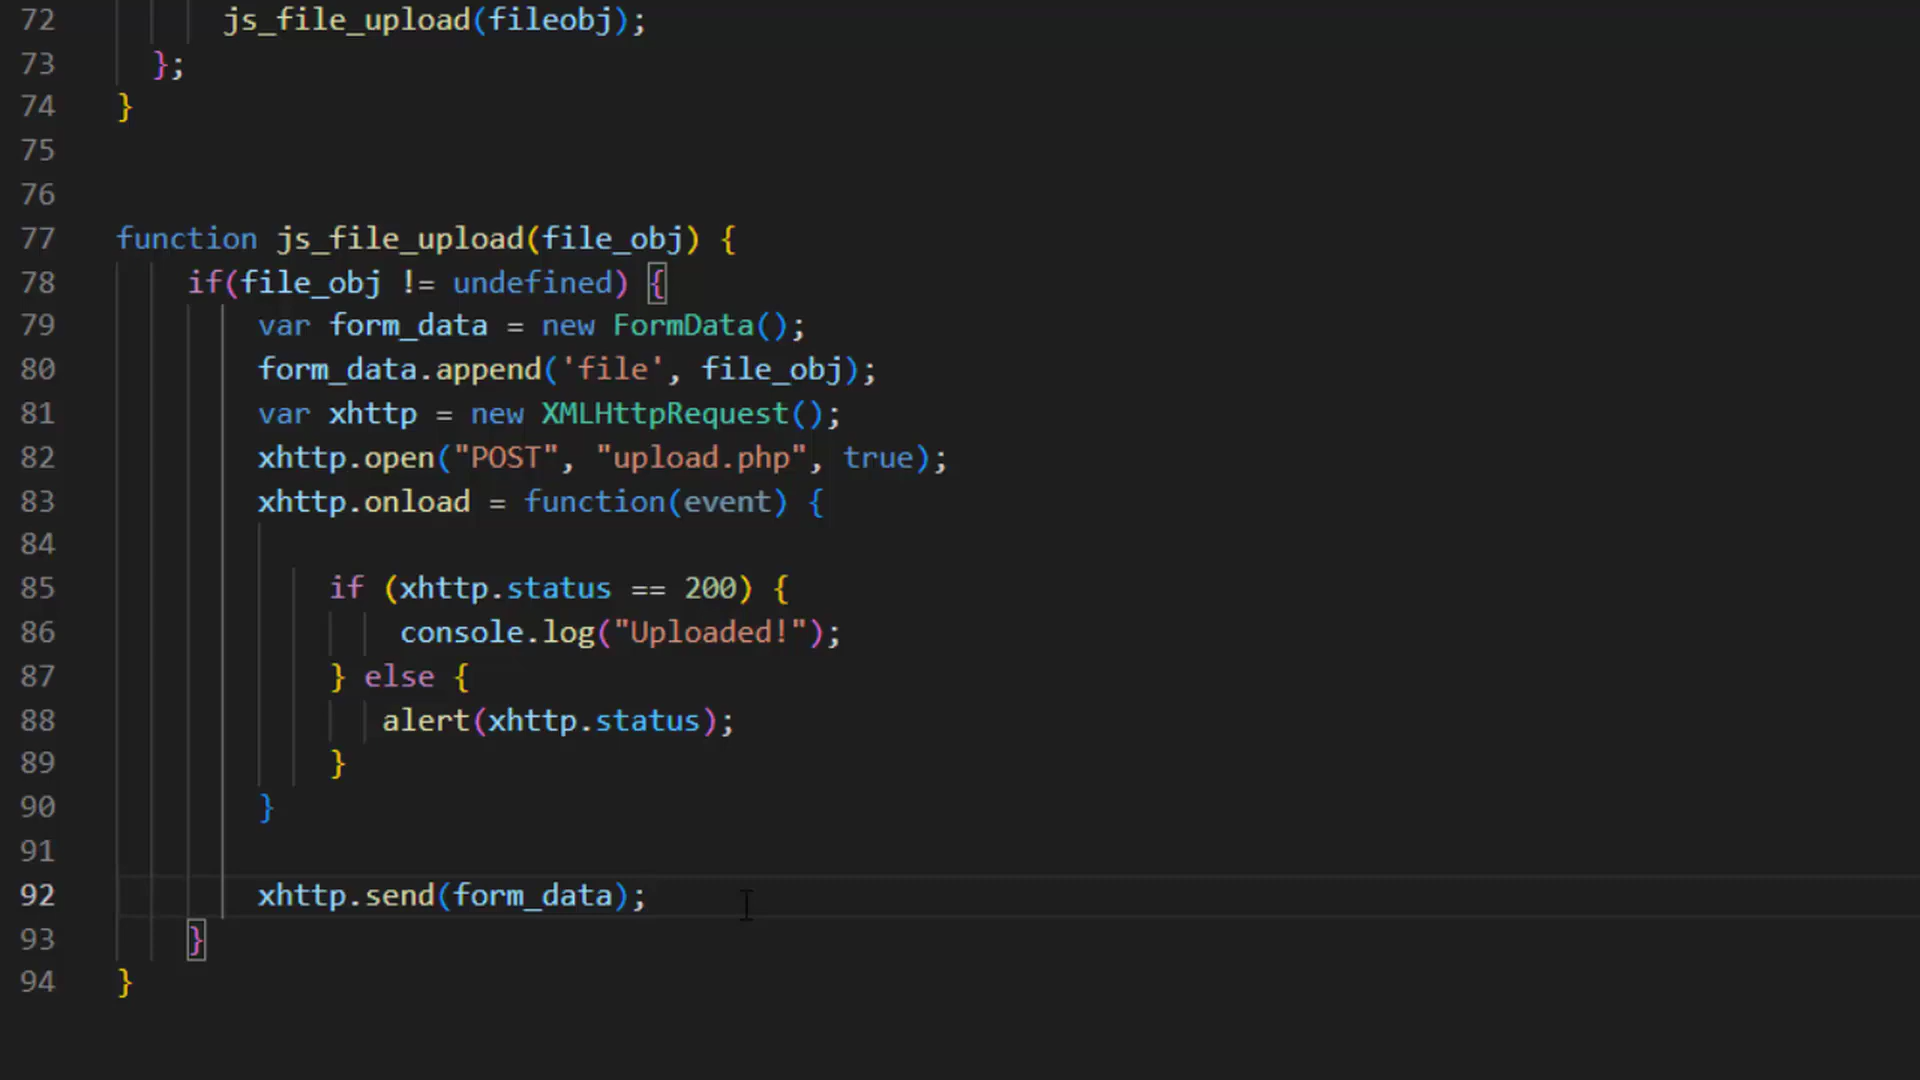 72 js_file_upload(fileobj);
73 };
74 }
75
76
77 function js_file_upload(file_obj) {
78 if(file_obj != undefined) {
79 var form_data = new FormData();
80 form_data.append('file', file_obj);
81 var xhttp = new XMLHttpRequest();
82 xhttp.open("POST", "upload.php", true);
83 xhttp.onload = function(event) {
84
85 if (xhttp.status == 200) {
86 console.log("Uploaded!");
87 } else {
88 alert(xhttp.status);
89 }
90 }
91
92 xhttp.send(form_data);
93 }
94 }